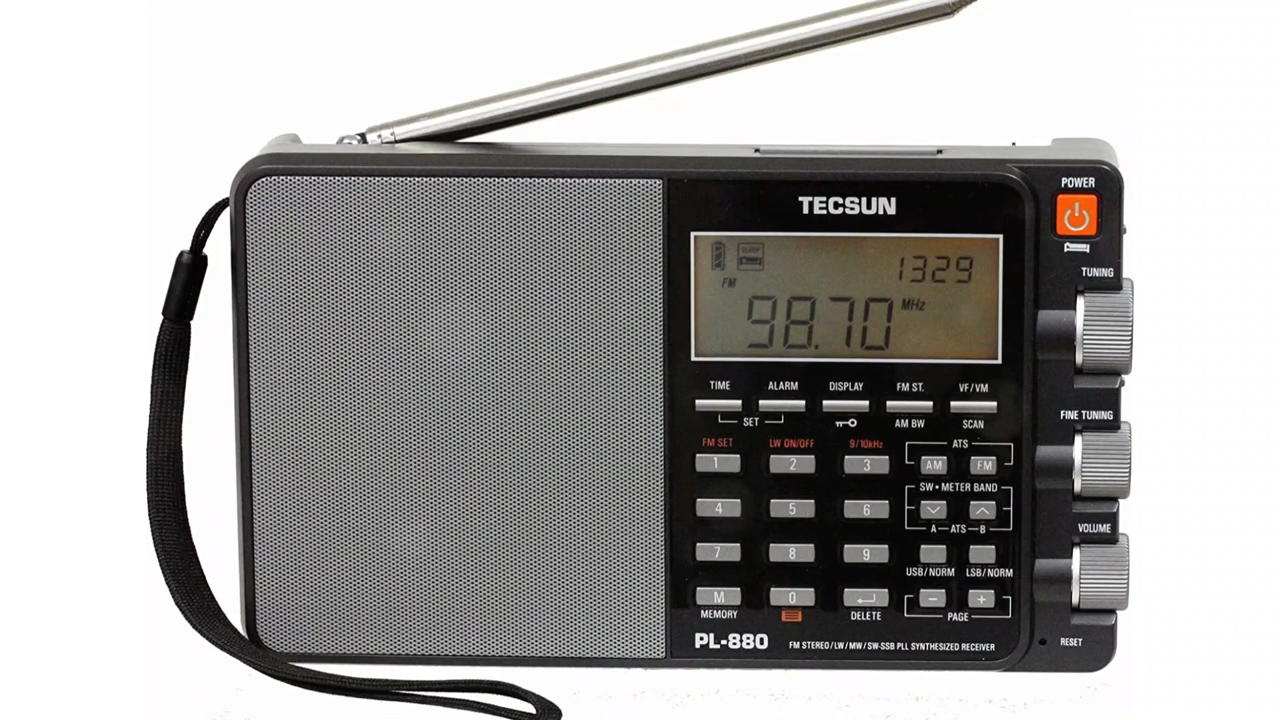 POWER
TECSUN
TUNING
SLEEP
1329
FM
98.70 MHz
TIME ALARM DISPLAY FM ST. VF/VM
SET AM BW SCAN
FINE TUNING
FM SET LW ON/OFF 9/10kHz ATS
1 2 3 AM FM
SW•METER BAND
4 5 6
A—ATS—B
VOLUME
7 8 9
USB/NORM LSB/NORM
M 0 − +
MEMORY DELETE PAGE
PL-880 FM STEREO/LW/MW/SW-SSB PLL SYNTHESIZED RECEIVER
RESET